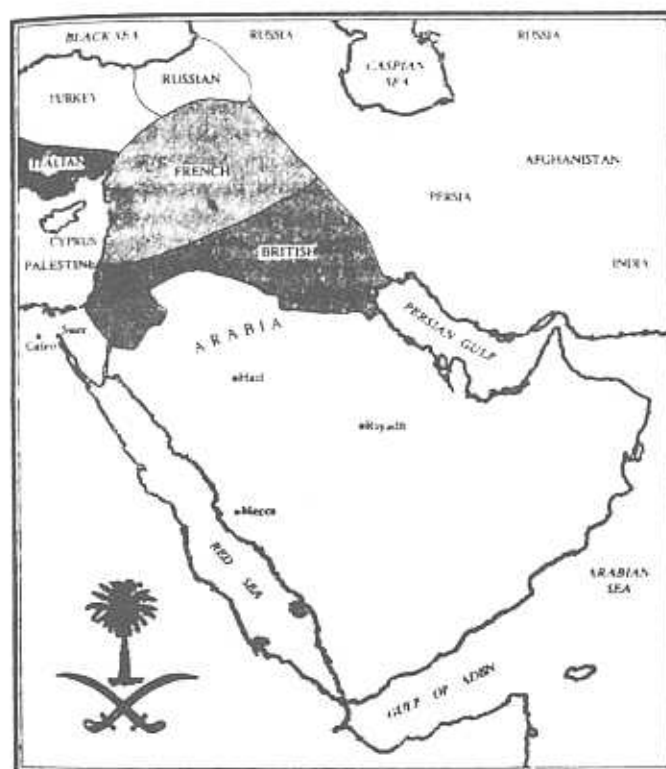 BLACK SEA
RUSSIA
RUSSIA
CASPIAN
SEA
RUSSIAN
TURKEY
ITALIAN
FRENCH
AFGHANISTAN
PERSIA
CYPRUS
PALESTINE
BRITISH
INDIA
Suez
Cairo
ARABIA
PERSIAN GULF
Hail
Riyadh
Mecca
RED
SEA
ARABIAN
SEA
GULF OF ADEN